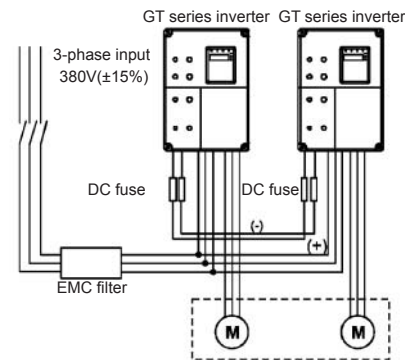 GT series inverter GT series inverter
3-phase input
380V(±15%)
DC fuse DC fuse
(-)
(+)
EMC filter
M M